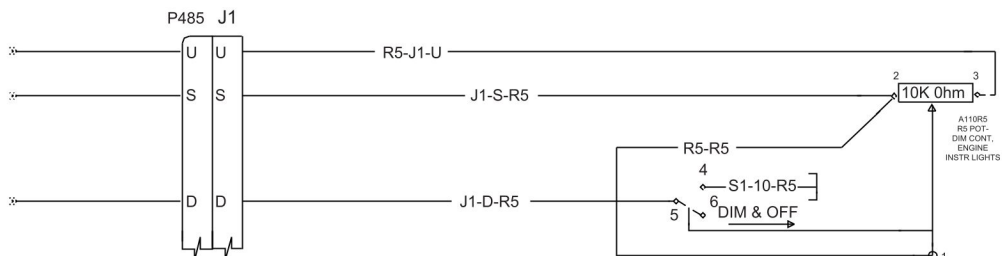 P485 J1
U U R5-J1-U
2 3
S S J1-S-R5 10K Ohm
A110R5
R5 POT-
DIM CONT,
ENGINE
INSTR LIGHTS
R5-R5
4
S1-10-R5
D D J1-D-R5
5 6 DIM & OFF
1